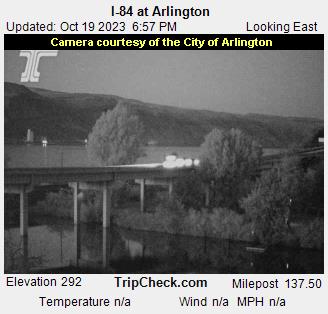 I-84 at Arlington
Updated: Oct 19 2023 6:57 PM Looking East
Camera courtesy of the City of Arlington
Elevation 292 TripCheck.com Milepost 137.50
Temperature n/a Wind n/a MPH n/a